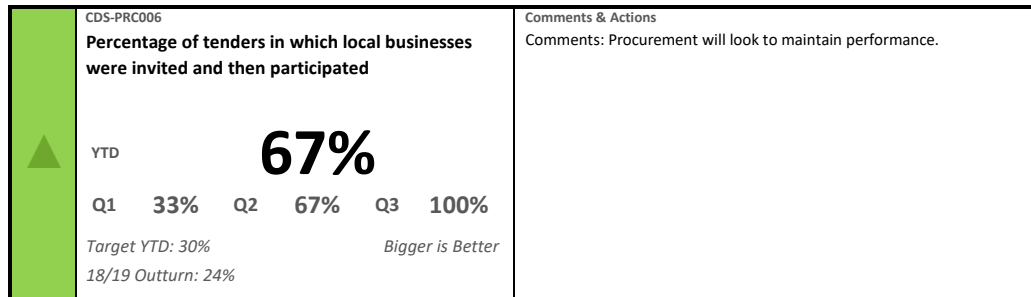 CDS-PRC006
Percentage of tenders in which local businesses
were invited and then participated
YTD 67%
Q1 33% Q2 67% Q3 100%
Target YTD: 30% Bigger is Better
18/19 Outturn: 24%
Comments & Actions
Comments: Procurement will look to maintain performance.